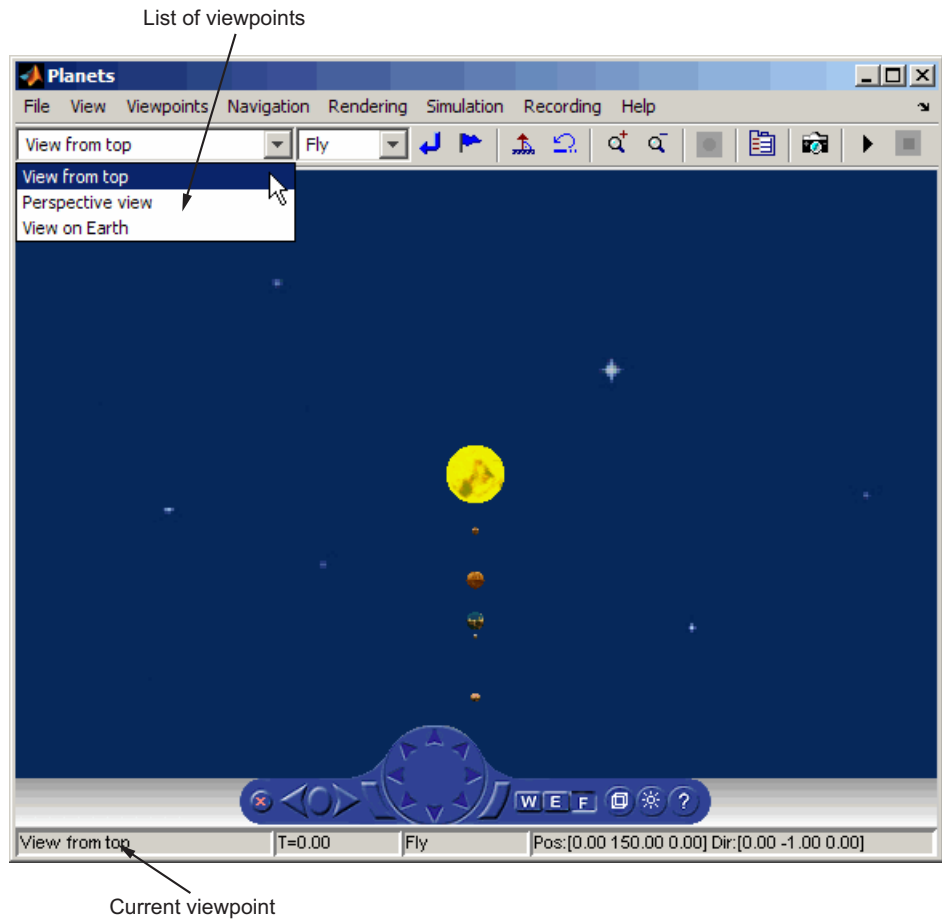 List of viewpoints
Planets
File View Viewpoints Navigation Rendering Simulation Recording Help
View from top Fly
View from top
Perspective view
View on Earth
W E F ?
View from top T=0.00 Fly Pos:[0.00 150.00 0.00] Dir:[0.00 -1.00 0.00]
Current viewpoint